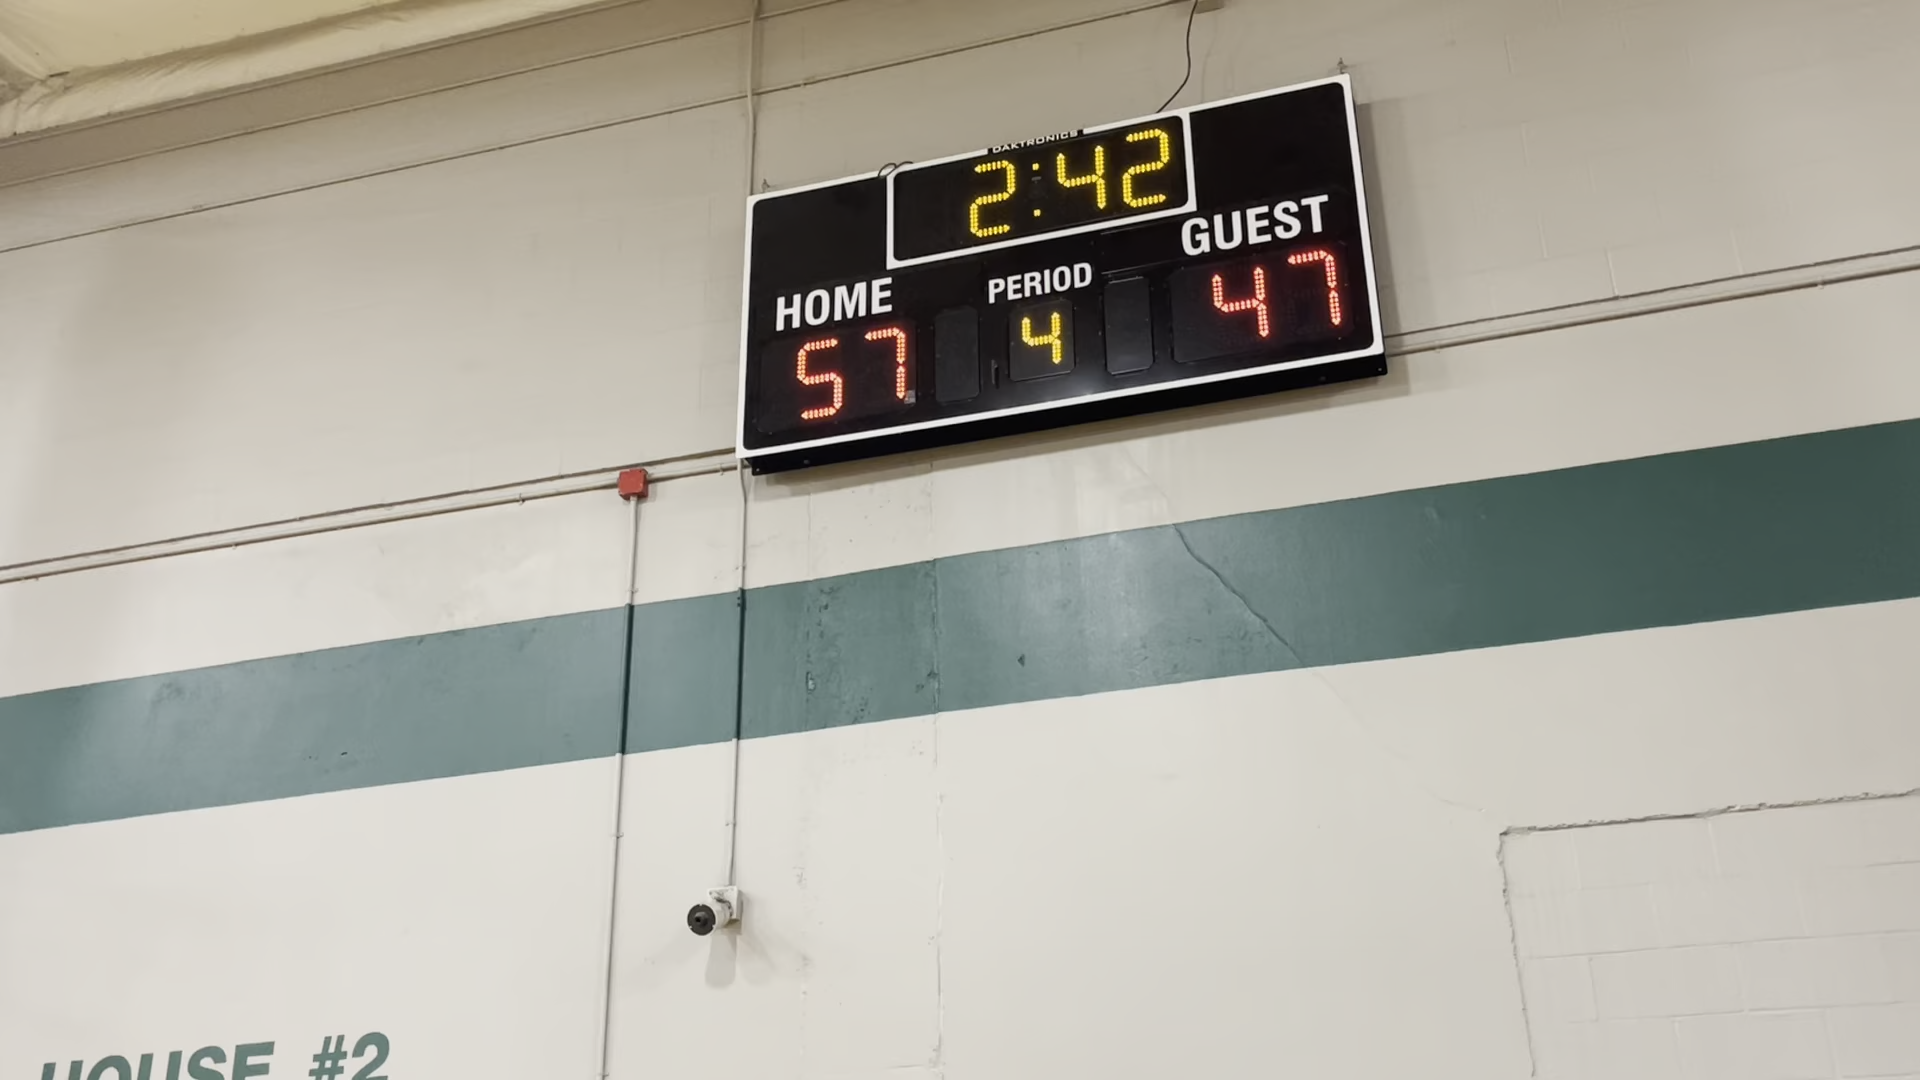 DAKTRONICS
2:42
HOME PERIOD GUEST
57 4 47
HOUSE #2